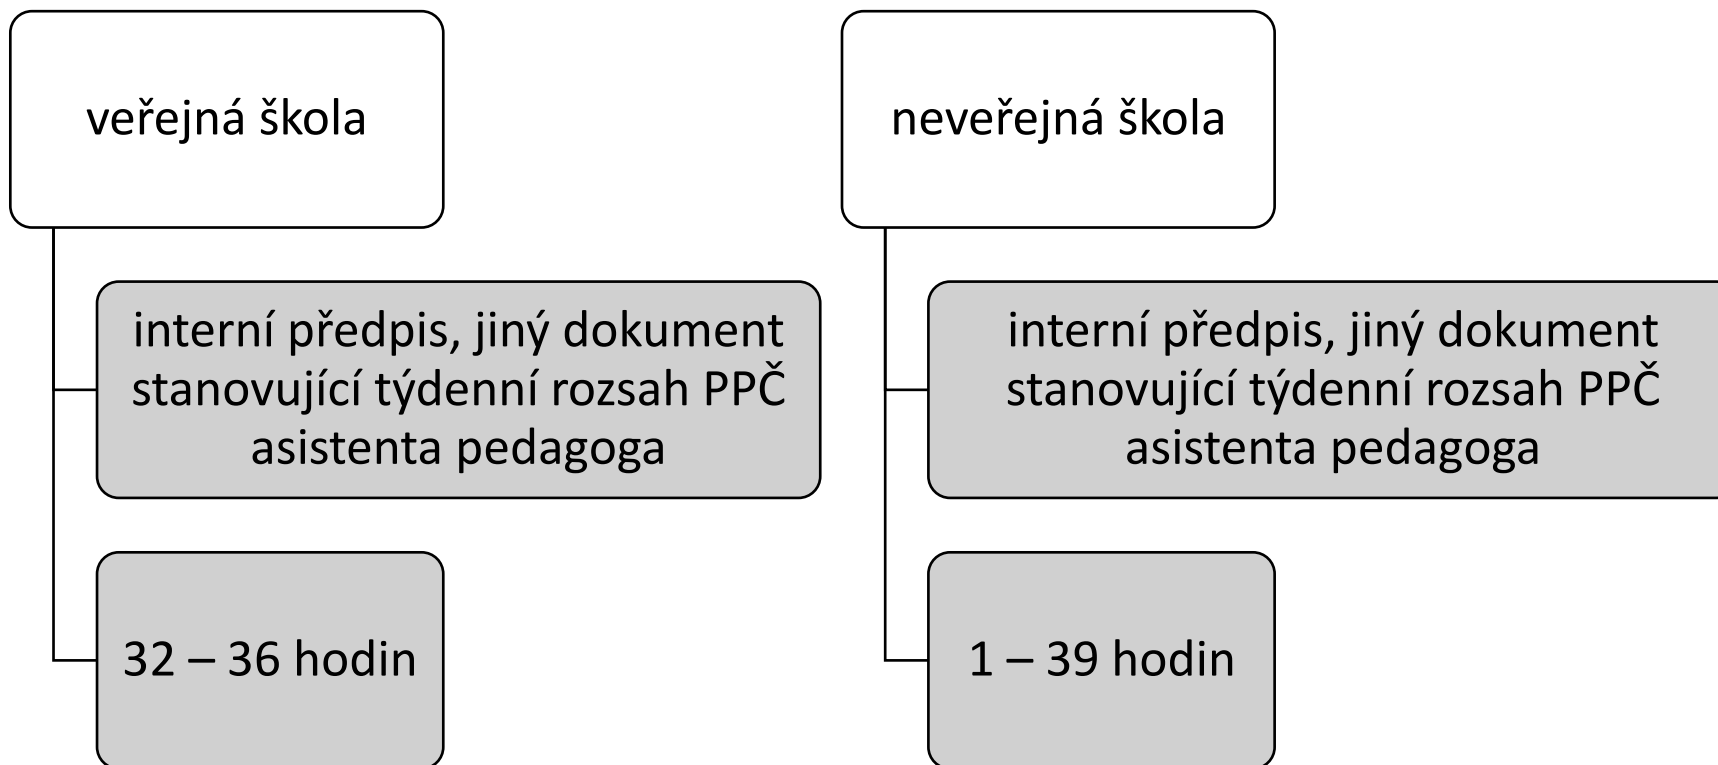 veřejná škola
interní předpis, jiný dokument
stanovující týdenní rozsah PPČ
asistenta pedagoga
32 – 36 hodin
neveřejná škola
interní předpis, jiný dokument
stanovující týdenní rozsah PPČ
asistenta pedagoga
1 – 39 hodin